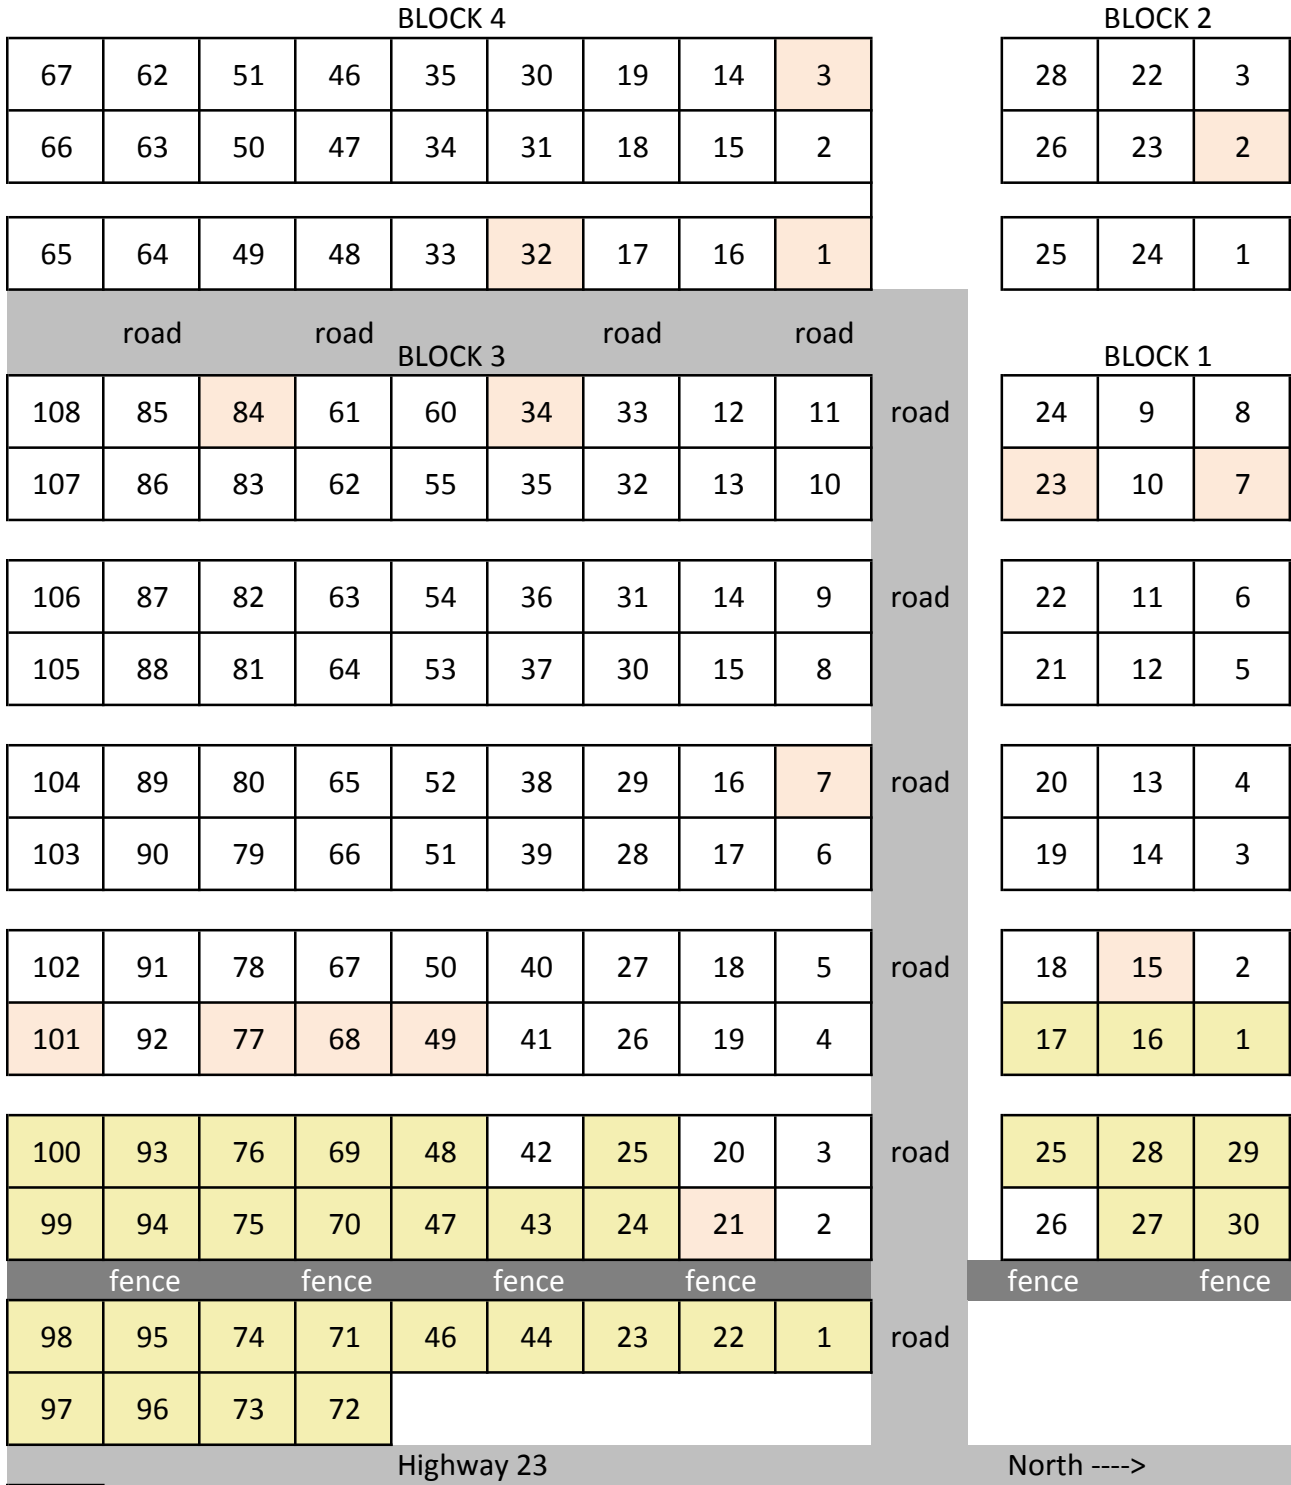 BLOCK 4 BLOCK 2
67 62 51 46 35 30 19 14 3 28 22 3
66 63 50 47 34 31 18 15 2 26 23 2
65 64 49 48 33 32 17 16 1 25 24 1
road road road road
BLOCK 3 BLOCK 1
108 85 84 61 60 34 33 12 11 road 24 9 8
107 86 83 62 55 35 32 13 10 23 10 7
106 87 82 63 54 36 31 14 9 road 22 11 6
105 88 81 64 53 37 30 15 8 21 12 5
104 89 80 65 52 38 29 16 7 road 20 13 4
103 90 79 66 51 39 28 17 6 19 14 3
102 91 78 67 50 40 27 18 5 road 18 15 2
101 92 77 68 49 41 26 19 4 17 16 1
100 93 76 69 48 42 25 20 3 road 25 28 29
99 94 75 70 47 43 24 21 2 26 27 30
fence fence fence fence fence fence
98 95 74 71 46 44 23 22 1 road
97 96 73 72
Highway 23 North ---->